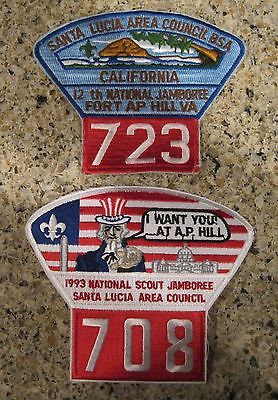 SANTA LUCIA AREA COUNCIL BSA
CALIFORNIA
12 th NATIONAL JAMBOREE
FORT AP HILL VA
723
I WANT YOU!
AT A.P. HILL
1993 NATIONAL SCOUT JAMBOREE
SANTA LUCIA AREA COUNCIL
708